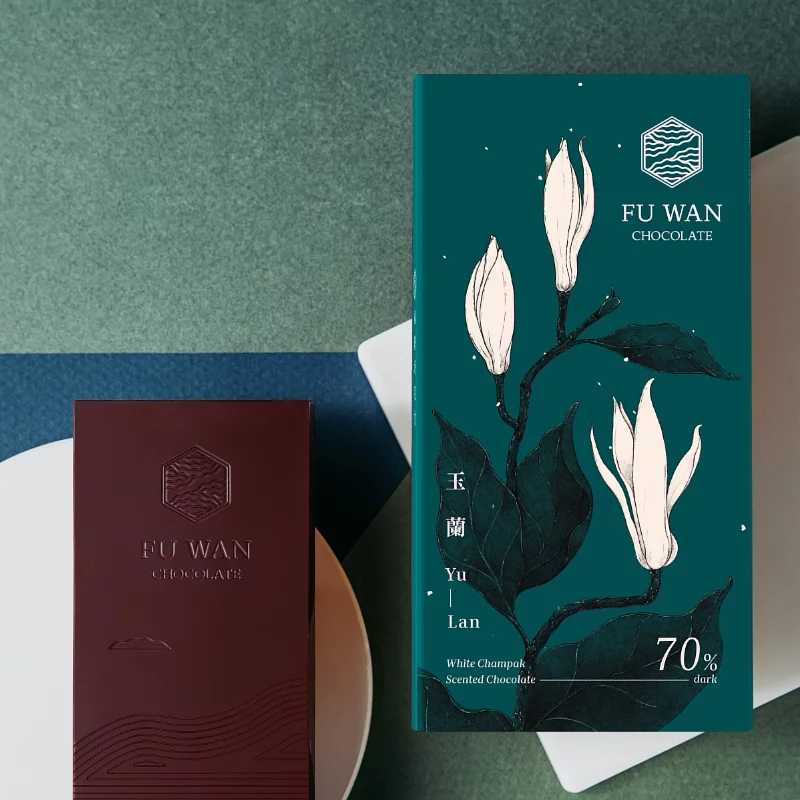 FU WAN
CHOCOLATE
玉
蘭
Yu
Lan
White Champak
Scented Chocolate
70%
dark
FU WAN
CHOCOLATE